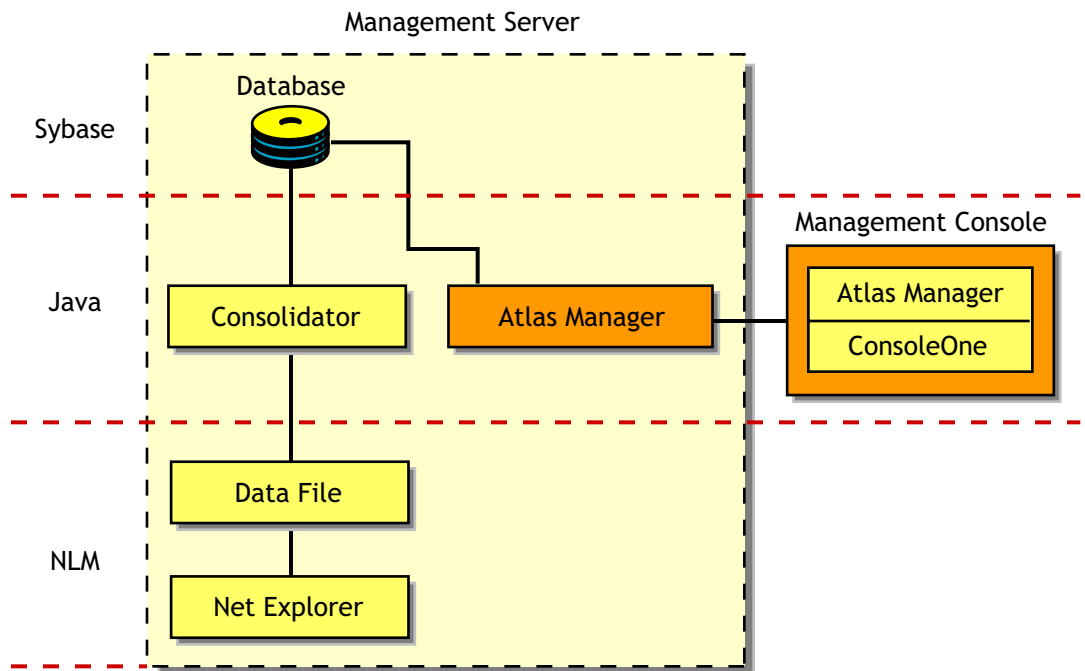 Management Server
Database
Sybase
Management Console
Java
Consolidator
Atlas Manager
Atlas Manager
ConsoleOne
Data File
NLM
Net Explorer